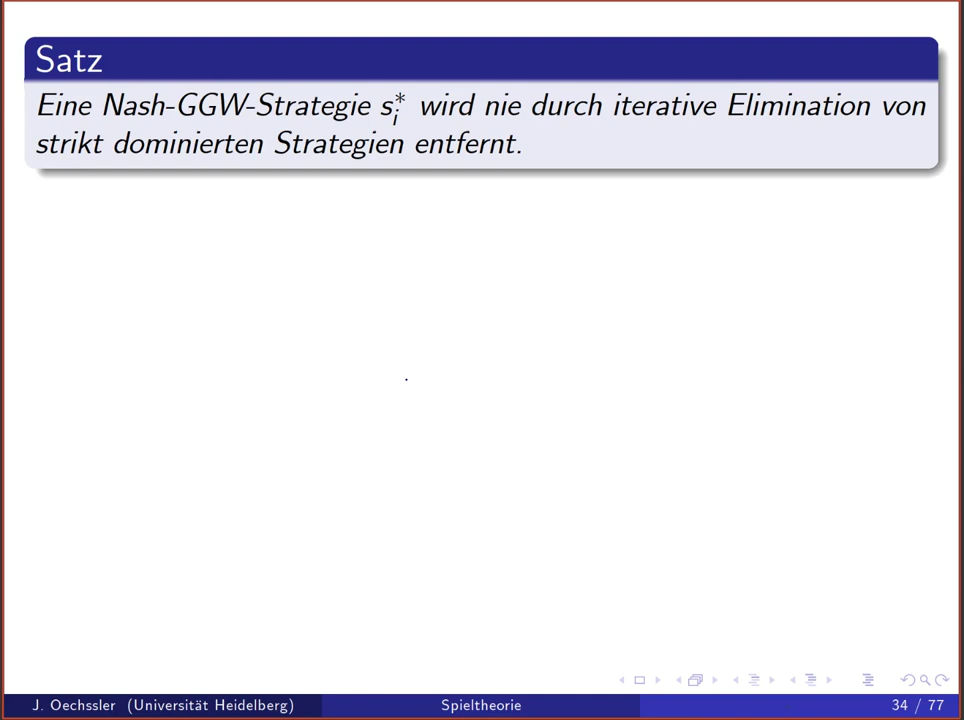 Satz
Eine Nash-GGW-Strategie s_i^* wird nie durch iterative Elimination von
strikt dominierten Strategien entfernt.
J. Oechssler (Universität Heidelberg) Spieltheorie 34 / 77